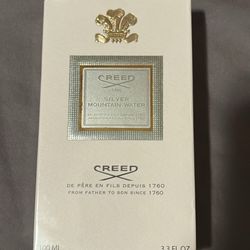 CREED
1760
SILVER
MOUNTAIN WATER
CREED
DE PÈRE EN FILS DEPUIS 1760
FROM FATHER TO SON SINCE 1760
100 ML 3.3 FL OZ